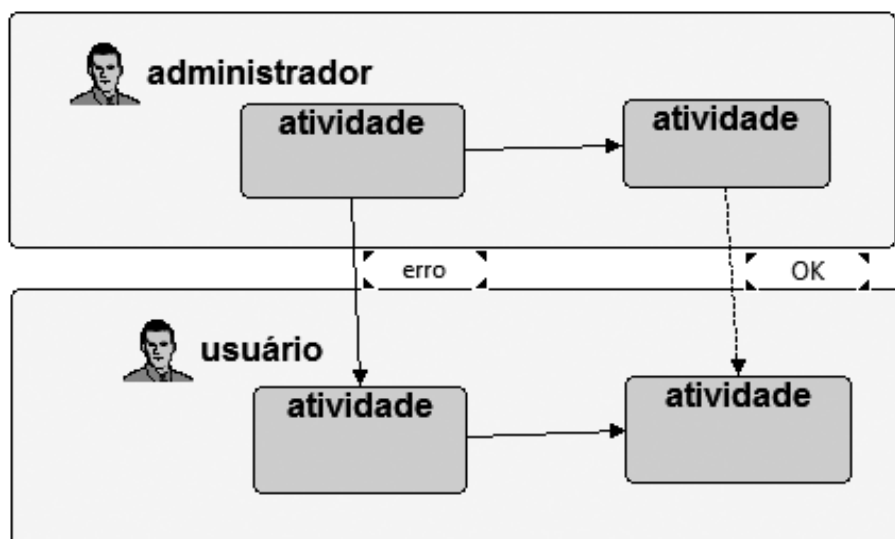 administrador
atividade
atividade
erro
OK
usuário
atividade
atividade